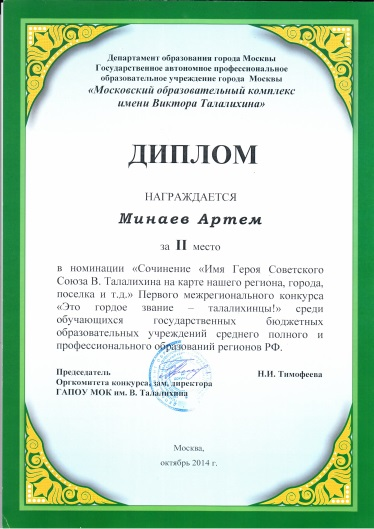 Департамент образования города Москвы
Государственное автономное профессиональное
образовательное учреждение города Москвы
«Московский образовательный комплекс
имени Виктора Талалихина»
ДИПЛОМ
НАГРАЖДАЕТСЯ
Минаев Артем
за II место
в номинации «Сочинение «Имя Героя Советского
Союза В. Талалихина на карте нашего региона, города,
поселка и т.д.» Первого межрегионального конкурса
«Это гордое звание – талалихинцы!» среди
обучающихся государственных бюджетных
образовательных учреждений среднего полного и
профессионального образований регионов РФ.
Председатель Н.И. Тимофеева
Оргкомитета конкурса, зам. директора
ГАПОУ МОК им. В. Талалихина
Москва,
октябрь 2014 г.